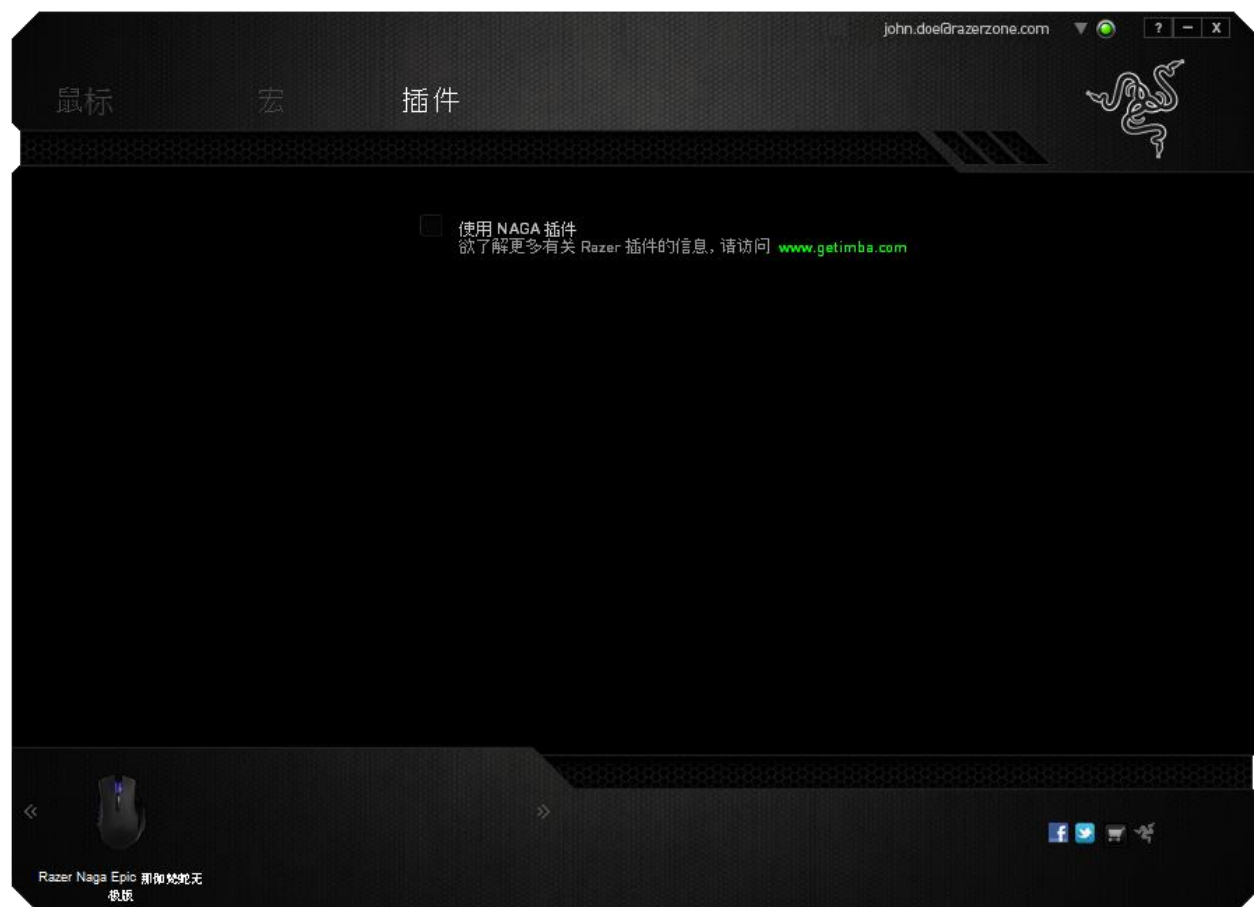 john.doe@razerzone.com
? – X
鼠标 宏 插件
使用 NAGA 插件
欲了解更多有关 Razer 插件的信息, 请访问 www.getimba.com
Razer Naga Epic 那伽梵蛇无
极版